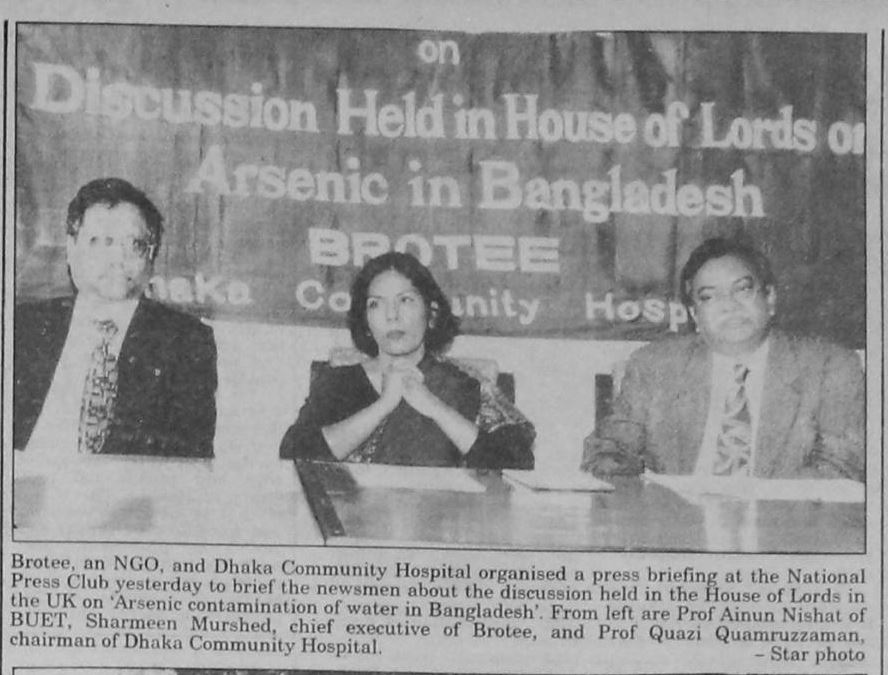 on
Discussion Held in House of Lords on
Arsenic in Bangladesh
BROTEE
Community Hosp
Brotee, an NGO, and Dhaka Community Hospital organised a press briefing at the National
Press Club yesterday to brief the newsmen about the discussion held in the House of Lords in
the UK on 'Arsenic contamination of water in Bangladesh'. From left are Prof Ainun Nishat of
BUET, Sharmeen Murshed, chief executive of Brotee, and Prof Quazi Quamruzzaman,
chairman of Dhaka Community Hospital.
– Star photo